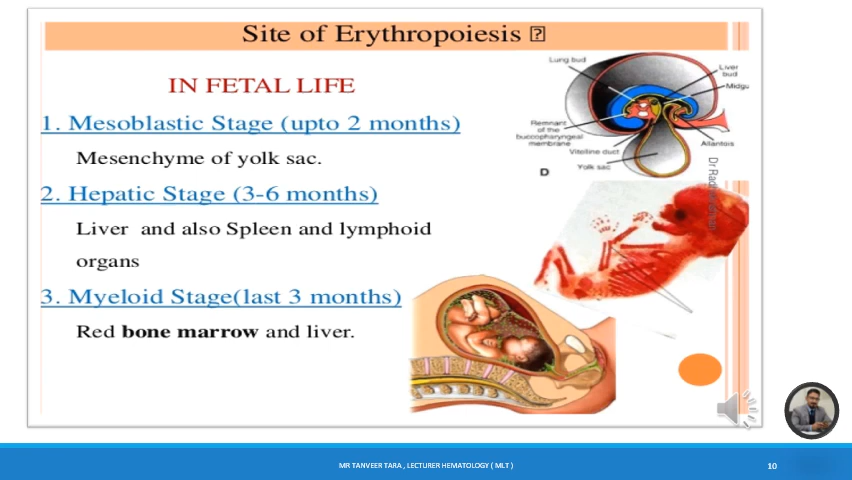 Site of Erythropoiesis
IN FETAL LIFE
1. Mesoblastic Stage (upto 2 months)
Mesenchyme of yolk sac.
2. Hepatic Stage (3-6 months)
Liver and also Spleen and lymphoid
organs
3. Myeloid Stage(last 3 months)
Red bone marrow and liver.
Lung bud
Liver
bud
Midgu
Remnant
of the
buccopharyngeal
membrane
Allantois
Vitelline duct
Yolk sac
D
Dr
MR TANVEER TARA , LECTURER HEMATOLOGY ( MLT )
10